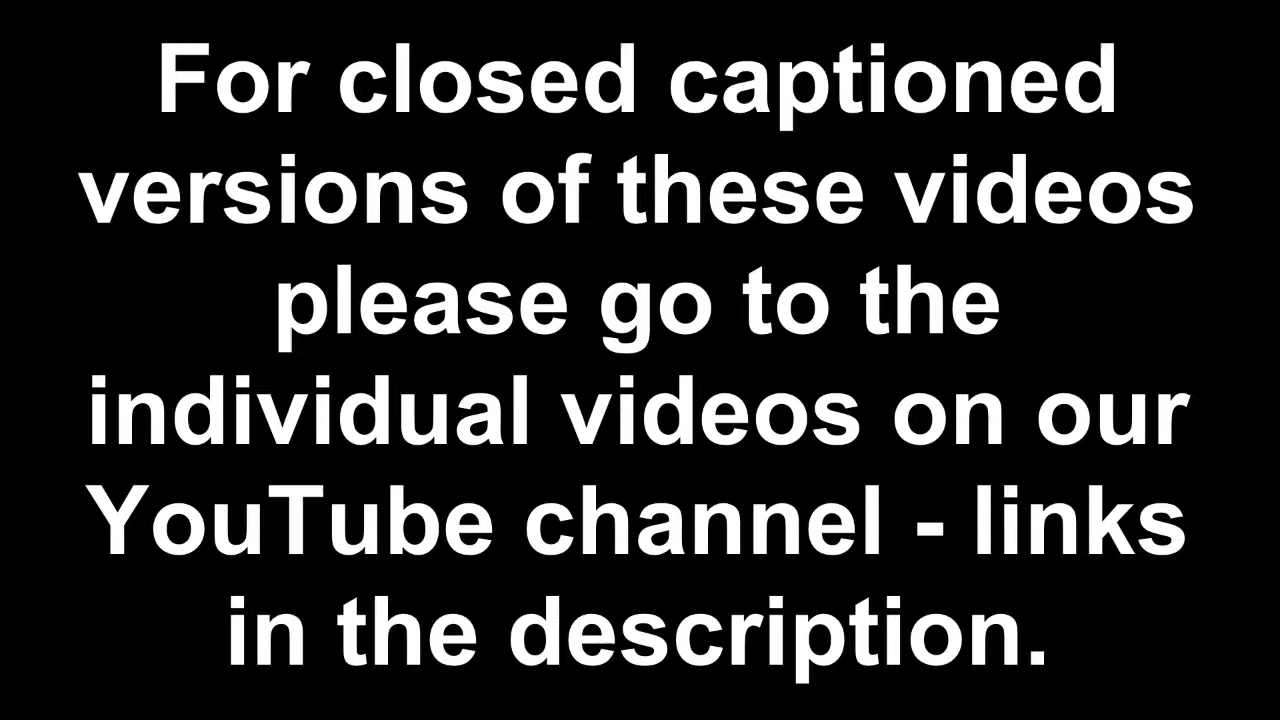 For closed captioned
versions of these videos
please go to the
individual videos on our
YouTube channel - links
in the description.